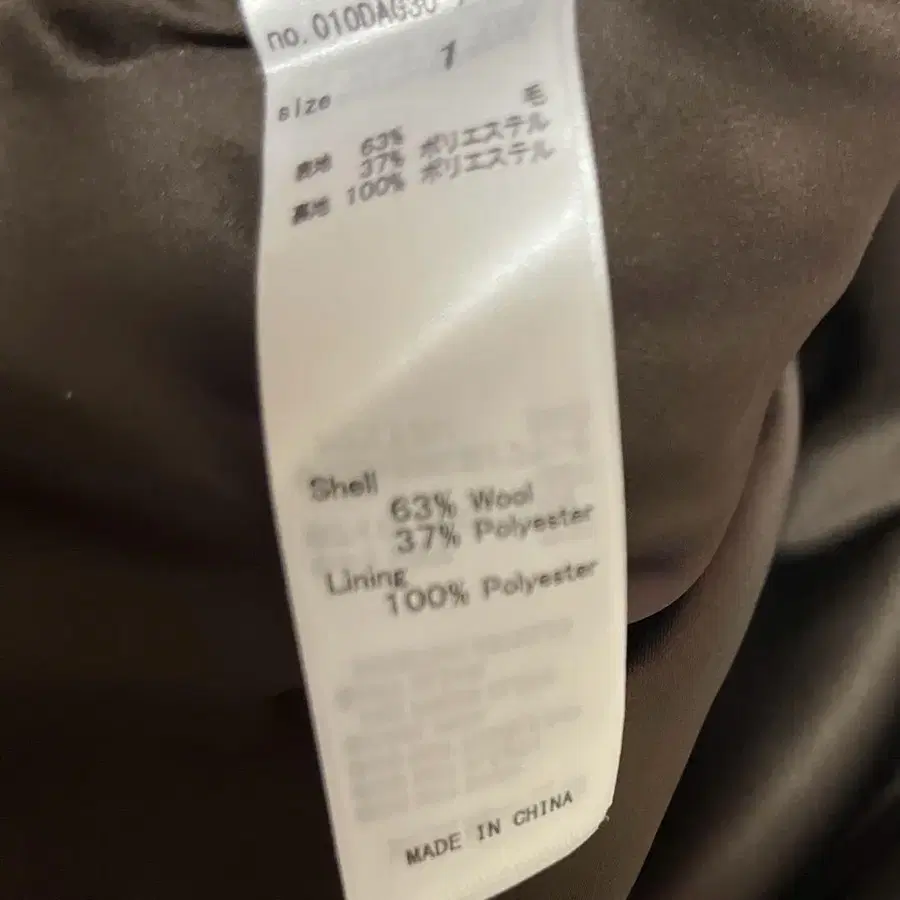 no.010DAG30
size 1
毛
表地 63% ポリエステル
37% ポリエステル
裏地 100%
Shell
63% Wool
37% Polyester
Lining
100% Polyester
MADE IN CHINA